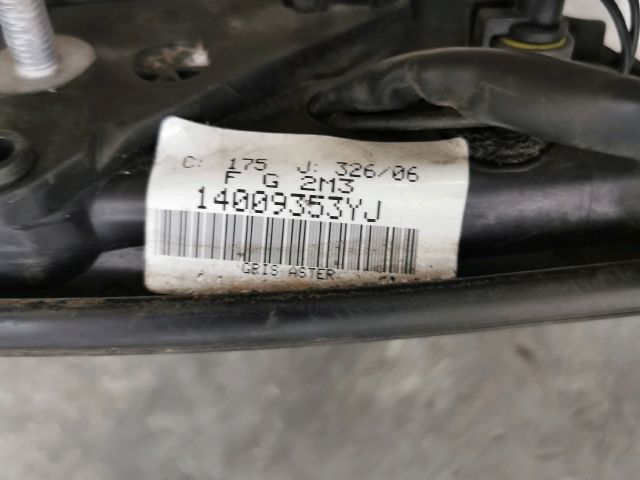 C: 175 J: 326/06
F G 2M3
14009353YJ
GRIS ASTER